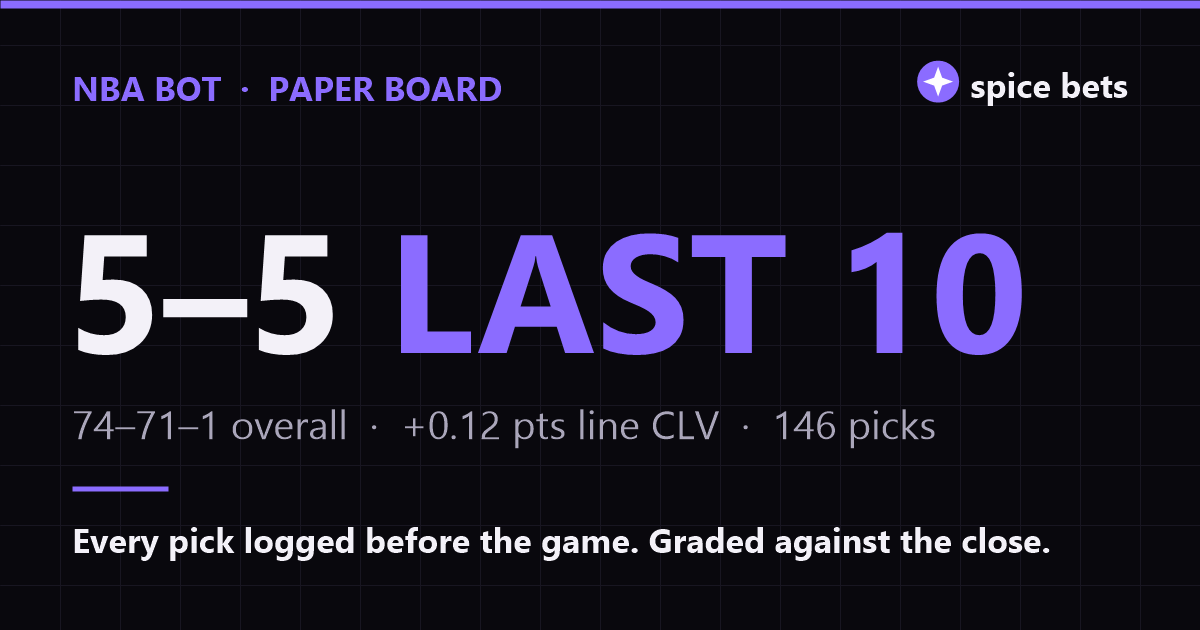 NBA BOT · PAPER BOARD
spice bets
5–5 LAST 10
74–71–1 overall · +0.12 pts line CLV · 146 picks
Every pick logged before the game. Graded against the close.